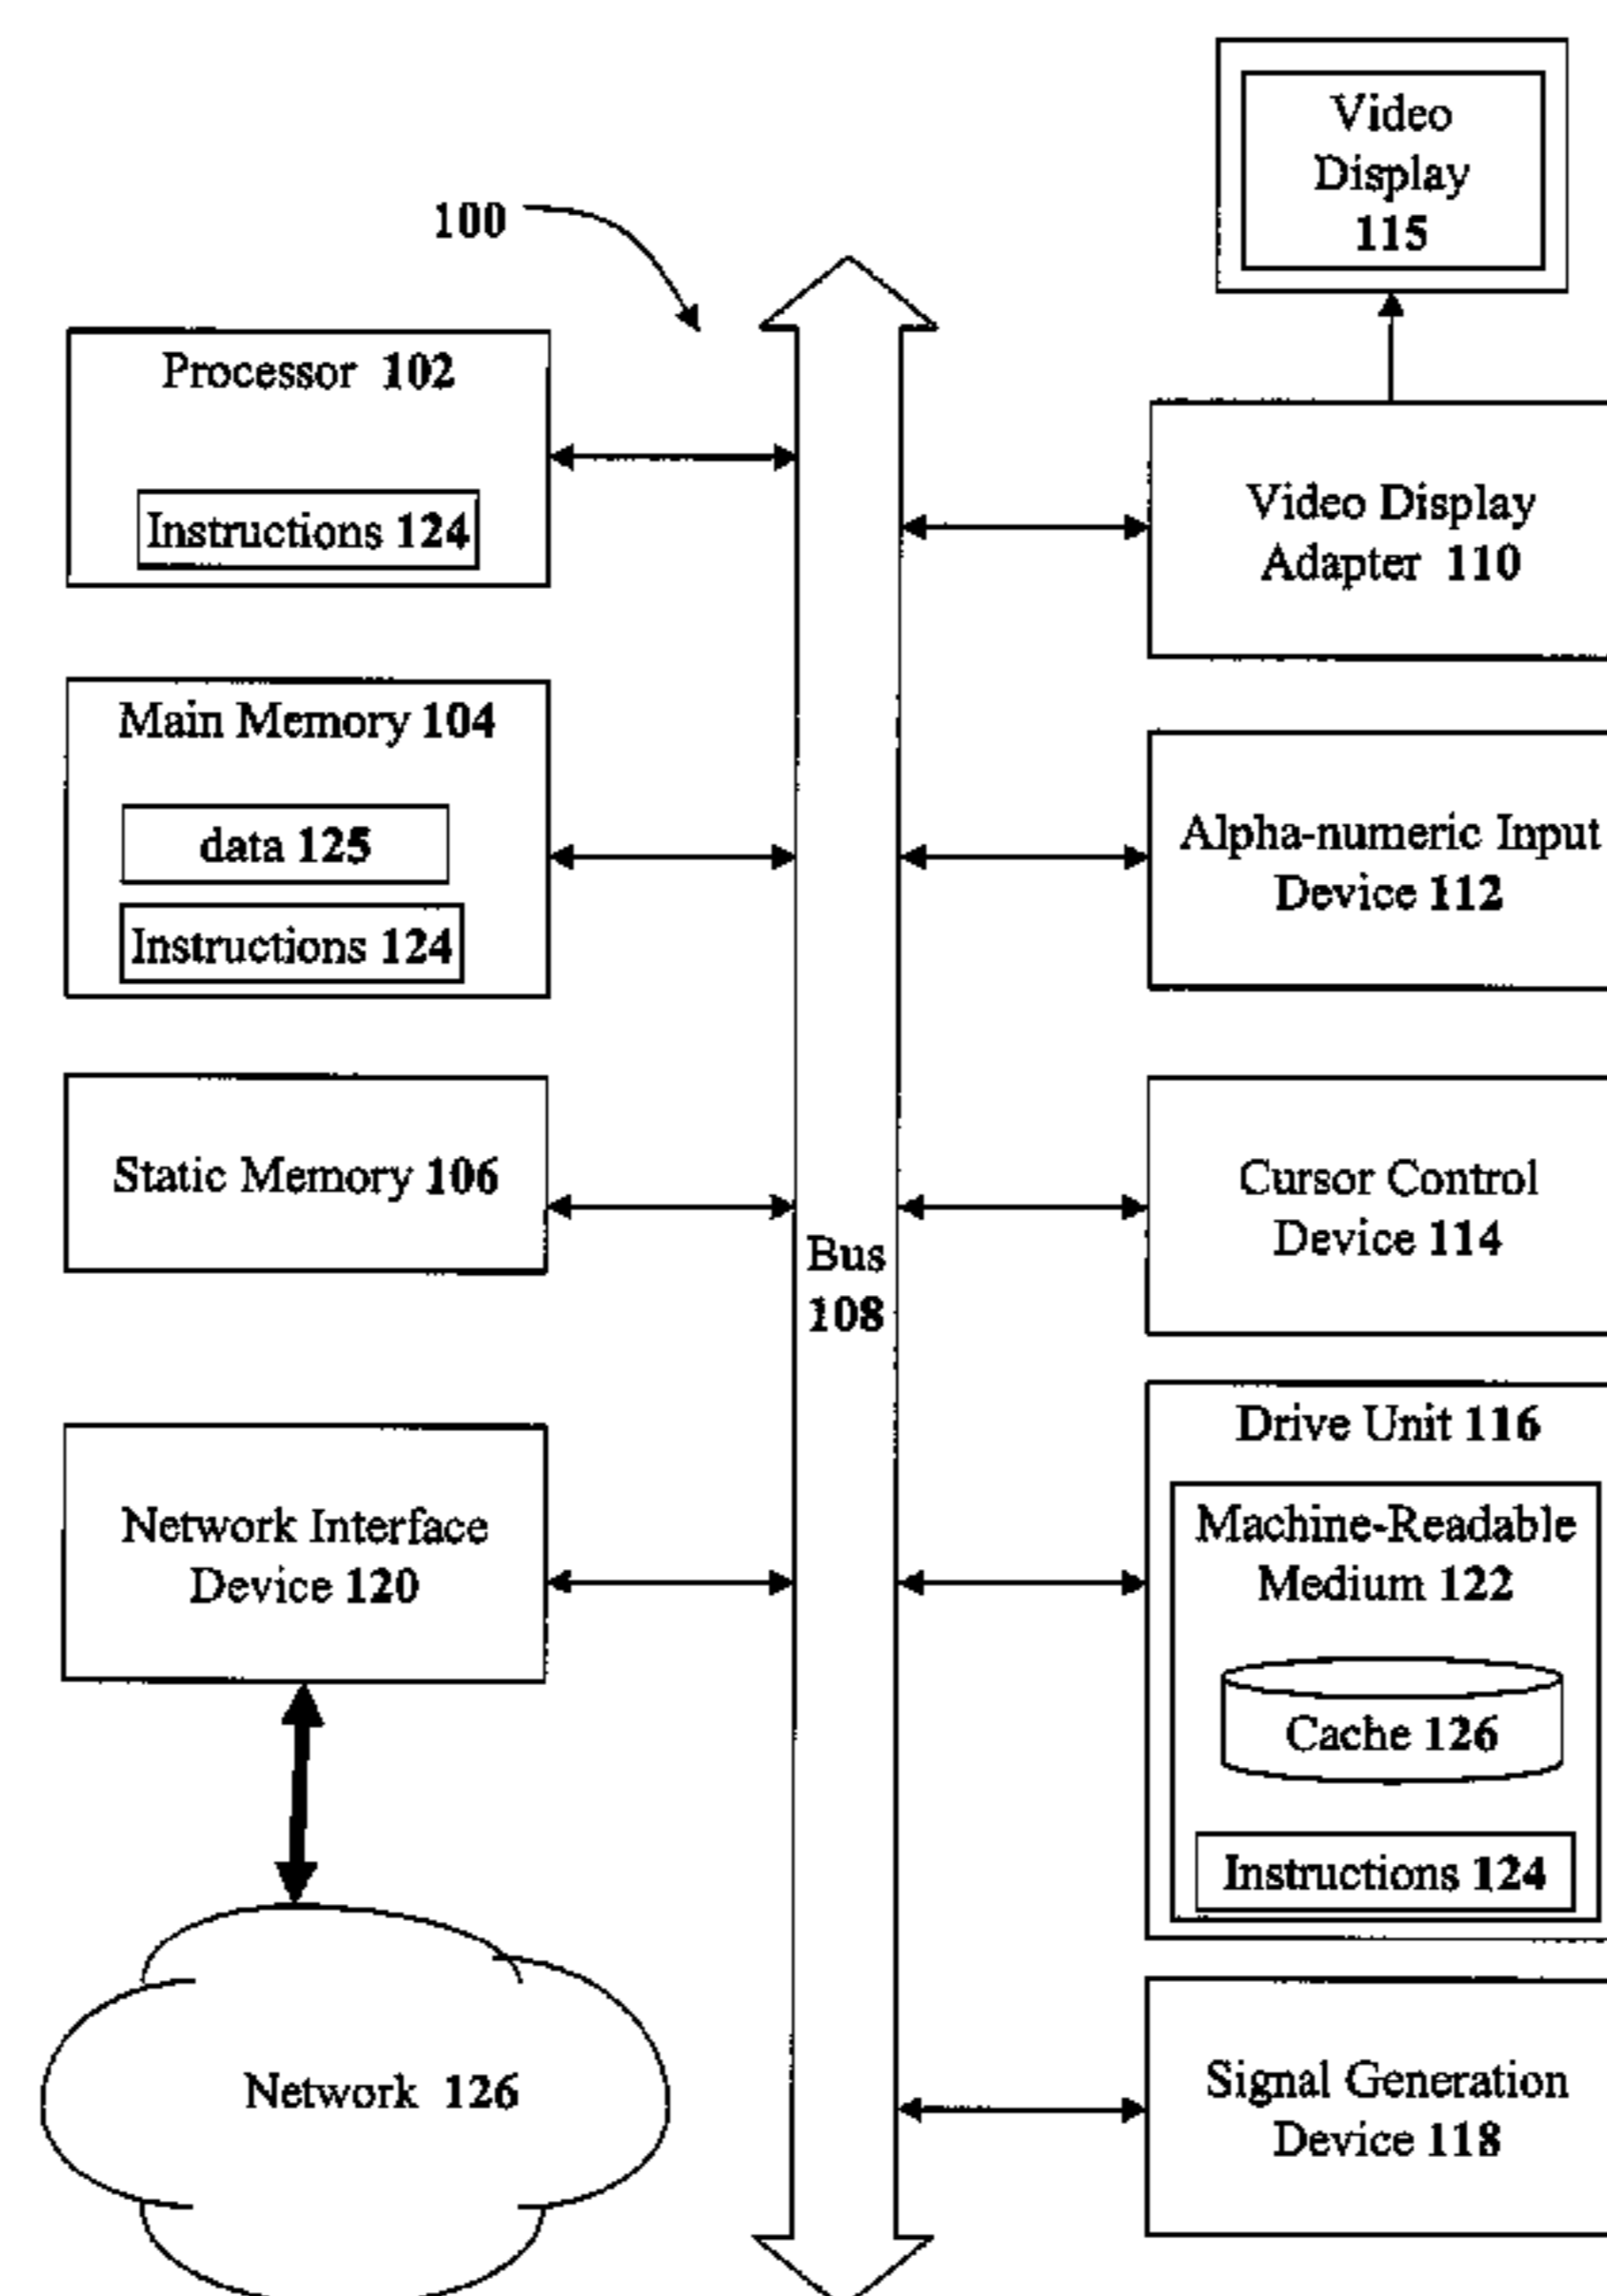 Video
Display
115
100
Processor 102
Instructions 124
Video Display
Adapter 110
Main Memory 104
data 125
Instructions 124
Alpha-numeric Input
Device 112
Static Memory 106
Cursor Control
Device 114
Bus
108
Network Interface
Device 120
Drive Unit 116
Machine-Readable
Medium 122
Cache 126
Instructions 124
Network 126
Signal Generation
Device 118